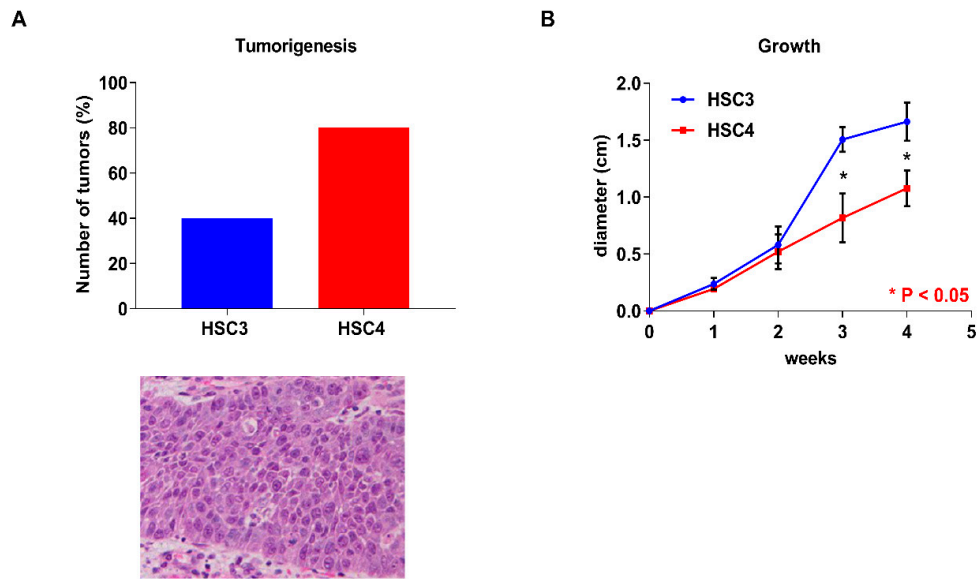 A
Tumorigenesis
Number of tumors (%)
100
80
60
40
20
0
HSC3
HSC4
B
Growth
HSC3
HSC4
diameter (cm)
2.0
1.5
1.0
0.5
0.0
*
*
* P < 0.05
0 1 2 3 4 5
weeks